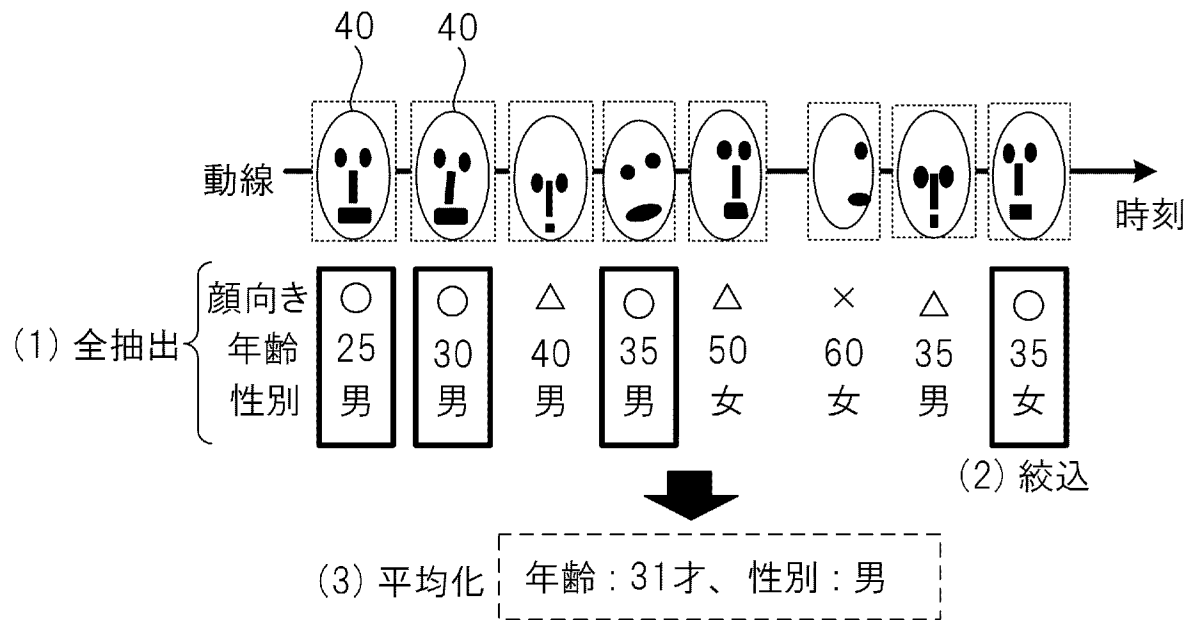 40 40
動線
時刻
顔向き ○ ○ △ ○ △ × △ ○
(1) 全抽出
年齢 25 30 40 35 50 60 35 35
性別 男 男 男 男 女 女 男 女
(2) 絞込
(3) 平均化 年齢：31才、性別：男